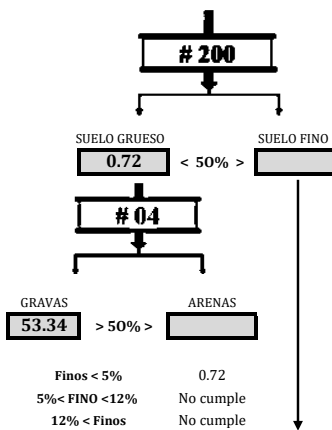 # 200
SUELO GRUESO SUELO FINO
0.72 < 50% >
# 04
GRAVAS ARENAS
53.34 > 50% >
Finos < 5% 0.72
5%< FINO <12% No cumple
12% < Finos No cumple